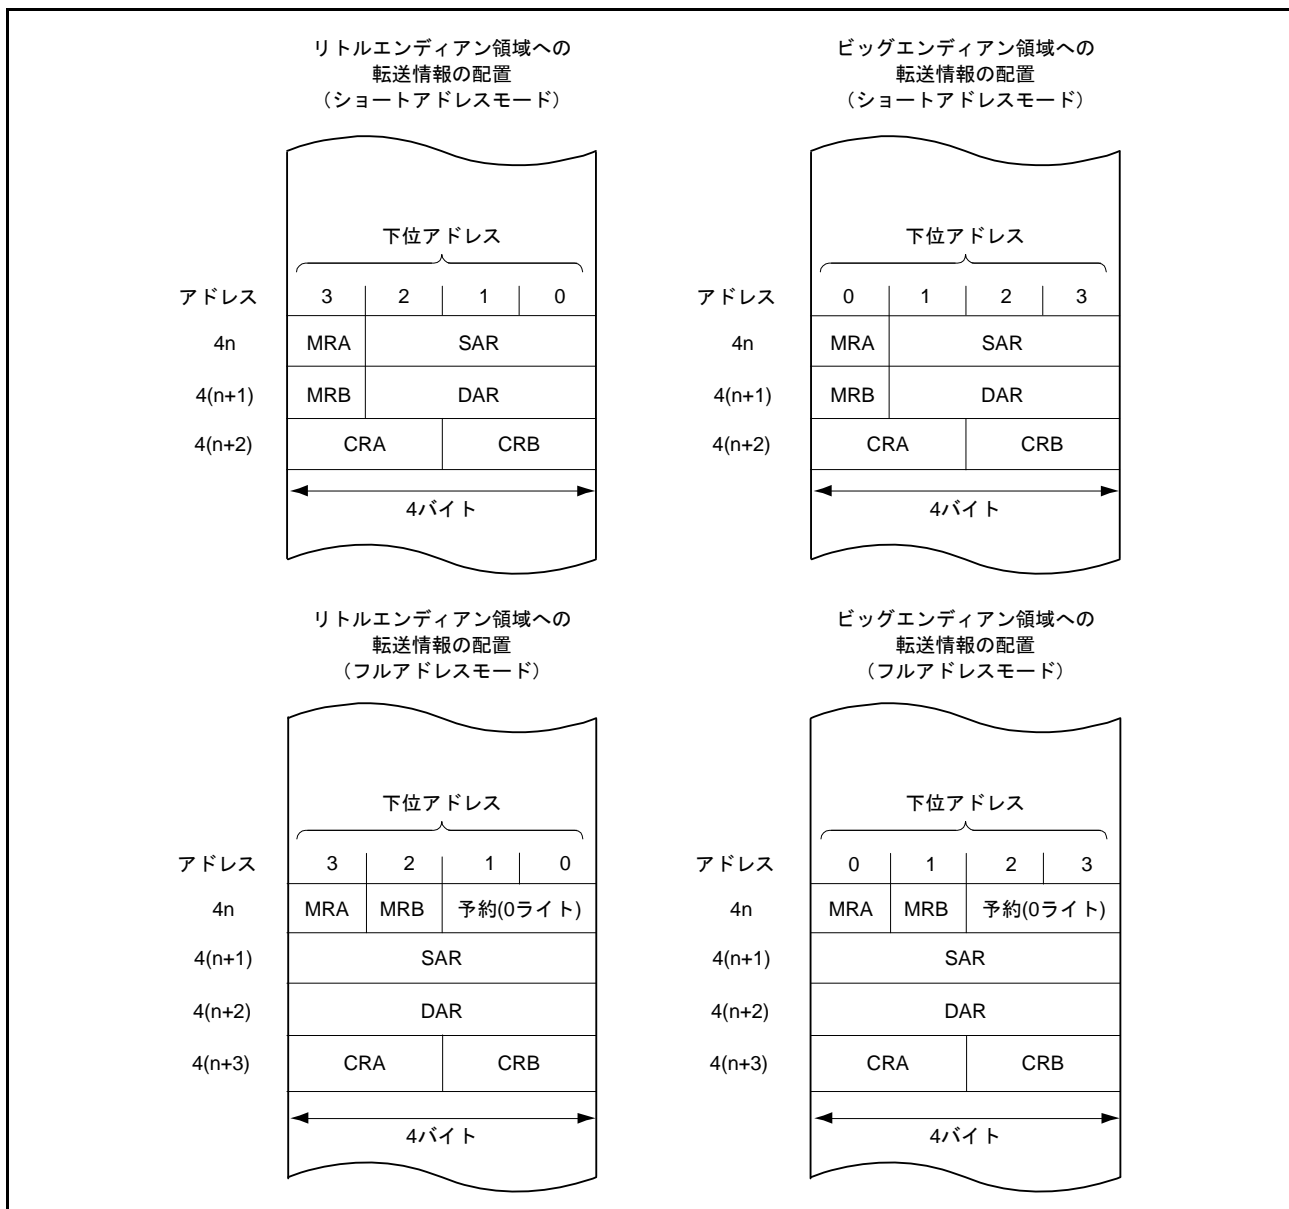 リトルエンディアン領域への
転送情報の配置
(ショートアドレスモード)
下位アドレス
アドレス 3 2 1 0
4n MRA SAR
4(n+1) MRB DAR
4(n+2) CRA CRB
4バイト
ビッグエンディアン領域への
転送情報の配置
(ショートアドレスモード)
下位アドレス
アドレス 0 1 2 3
4n MRA SAR
4(n+1) MRB DAR
4(n+2) CRA CRB
4バイト
リトルエンディアン領域への
転送情報の配置
(フルアドレスモード)
下位アドレス
アドレス 3 2 1 0
4n MRA MRB 予約(0ライト)
4(n+1) SAR
4(n+2) DAR
4(n+3) CRA CRB
4バイト
ビッグエンディアン領域への
転送情報の配置
(フルアドレスモード)
下位アドレス
アドレス 0 1 2 3
4n MRA MRB 予約(0ライト)
4(n+1) SAR
4(n+2) DAR
4(n+3) CRA CRB
4バイト